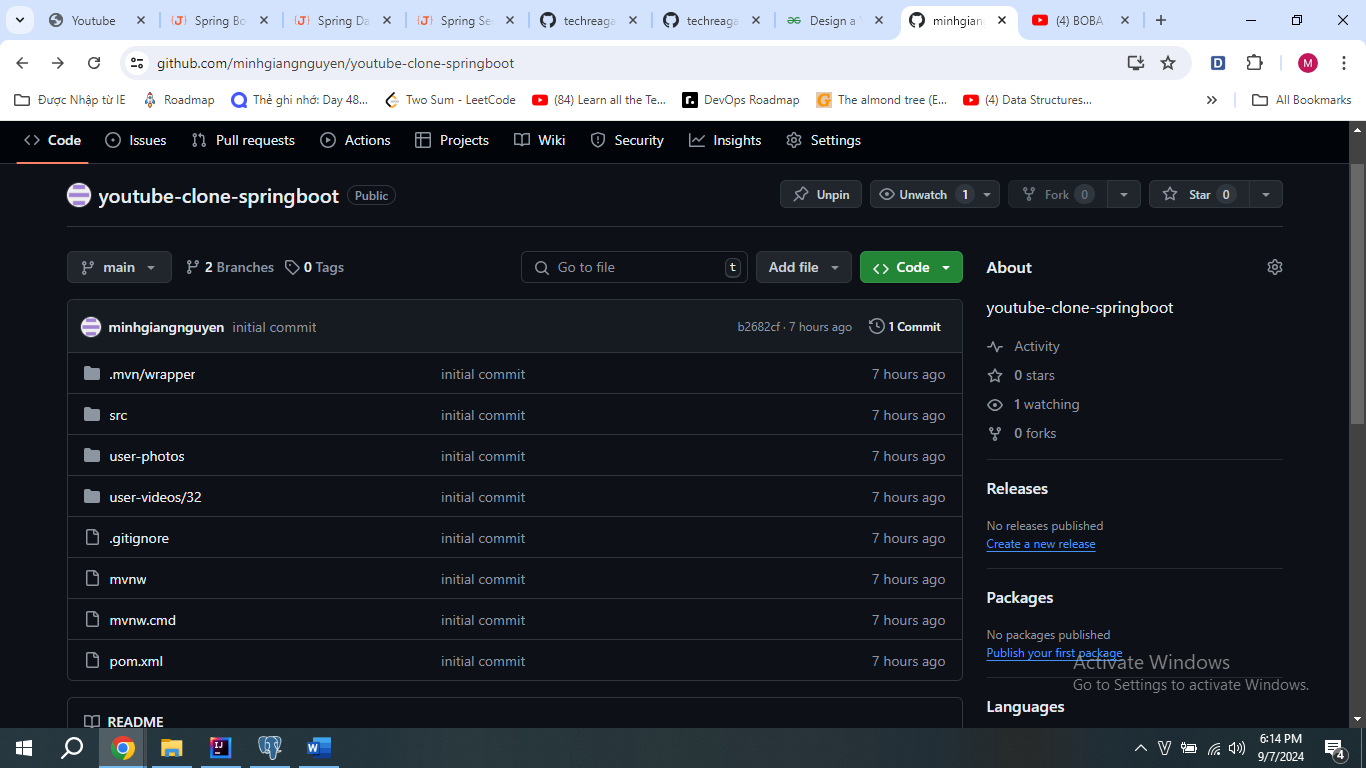 Youtube
Spring Bo
Spring Da
Spring Se
techreaga
techreaga
Design a
minhgian
(4) BOBA
github.com/minhgiangnguyen/youtube-clone-springboot
M
Được Nhập từ IE
Roadmap
Thẻ ghi nhớ: Day 48...
Two Sum - LeetCode
(84) Learn all the Te...
DevOps Roadmap
The almond tree (E...
(4) Data Structures...
All Bookmarks
Code
Issues
Pull requests
Actions
Projects
Wiki
Security
Insights
Settings
youtube-clone-springboot
Public
Unpin
Unwatch 1
Fork 0
Star 0
main
2 Branches
0 Tags
Go to file
t
Add file
Code
About
youtube-clone-springboot
minhgiangnguyen initial commit
b2682cf · 7 hours ago
1 Commit
Activity
0 stars
1 watching
0 forks
.mvn/wrapper initial commit 7 hours ago
src initial commit 7 hours ago
user-photos initial commit 7 hours ago
user-videos/32 initial commit 7 hours ago
.gitignore initial commit 7 hours ago
mvnw initial commit 7 hours ago
mvnw.cmd initial commit 7 hours ago
pom.xml initial commit 7 hours ago
Releases
No releases published
Create a new release
Packages
No packages published
Publish your first package
Activate Windows
Go to Settings to activate Windows.
Languages
README
6:14 PM
9/7/2024
4